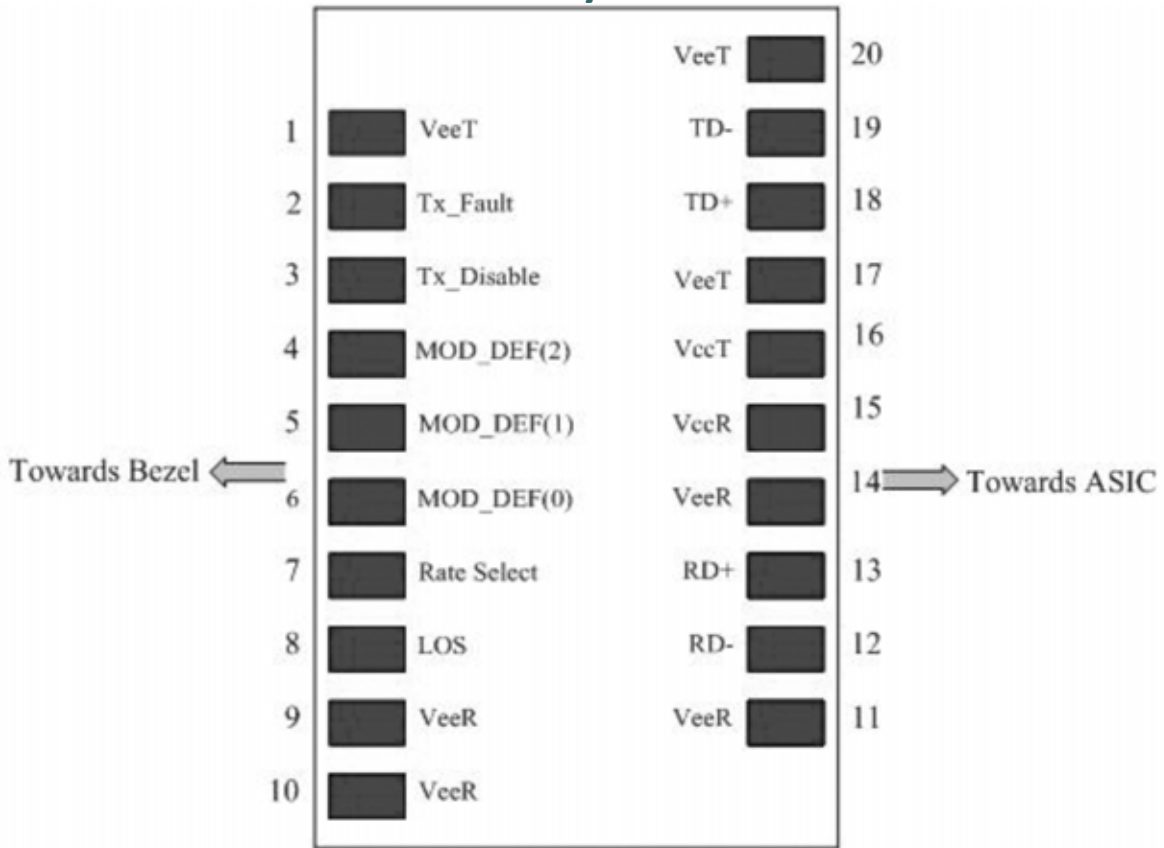 VeeT 20
1 VeeT TD- 19
2 Tx_Fault TD+ 18
3 Tx_Disable VeeT 17
4 MOD_DEF(2) VccT 16
5 MOD_DEF(1) VccR 15
Towards Bezel
6 MOD_DEF(0) VeeR 14 Towards ASIC
7 Rate Select RD+ 13
8 LOS RD- 12
9 VeeR VeeR 11
10 VeeR